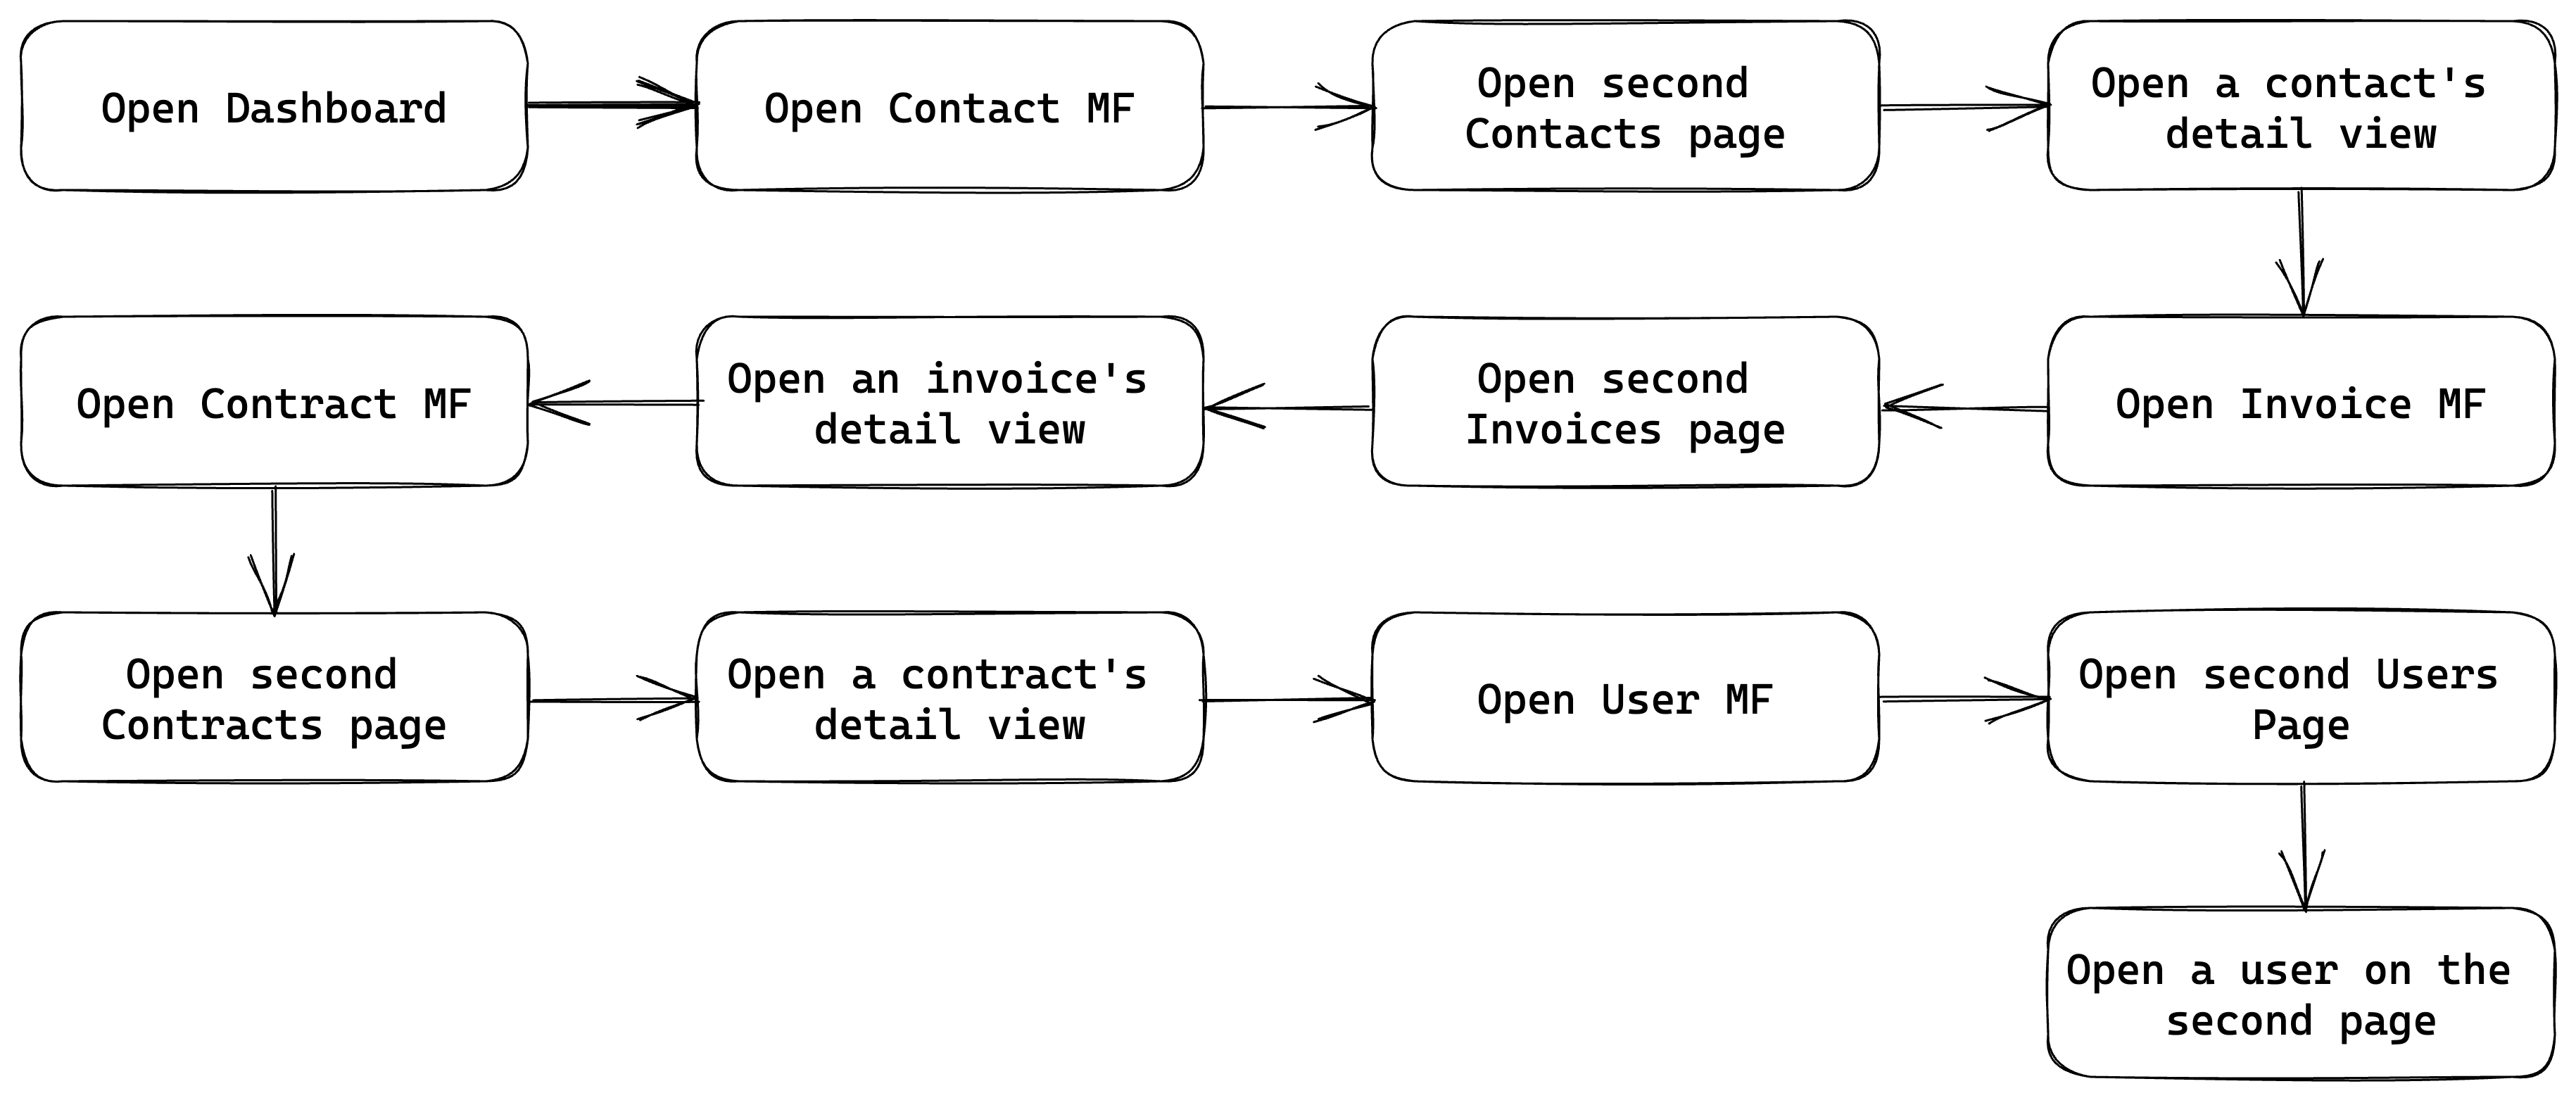 Open Dashboard
Open Contact MF
Open second
Contacts page
Open a contact's
detail view
Open Invoice MF
Open second
Invoices page
Open an invoice's
detail view
Open Contract MF
Open second
Contracts page
Open a contract's
detail view
Open User MF
Open second Users
Page
Open a user on the
second page